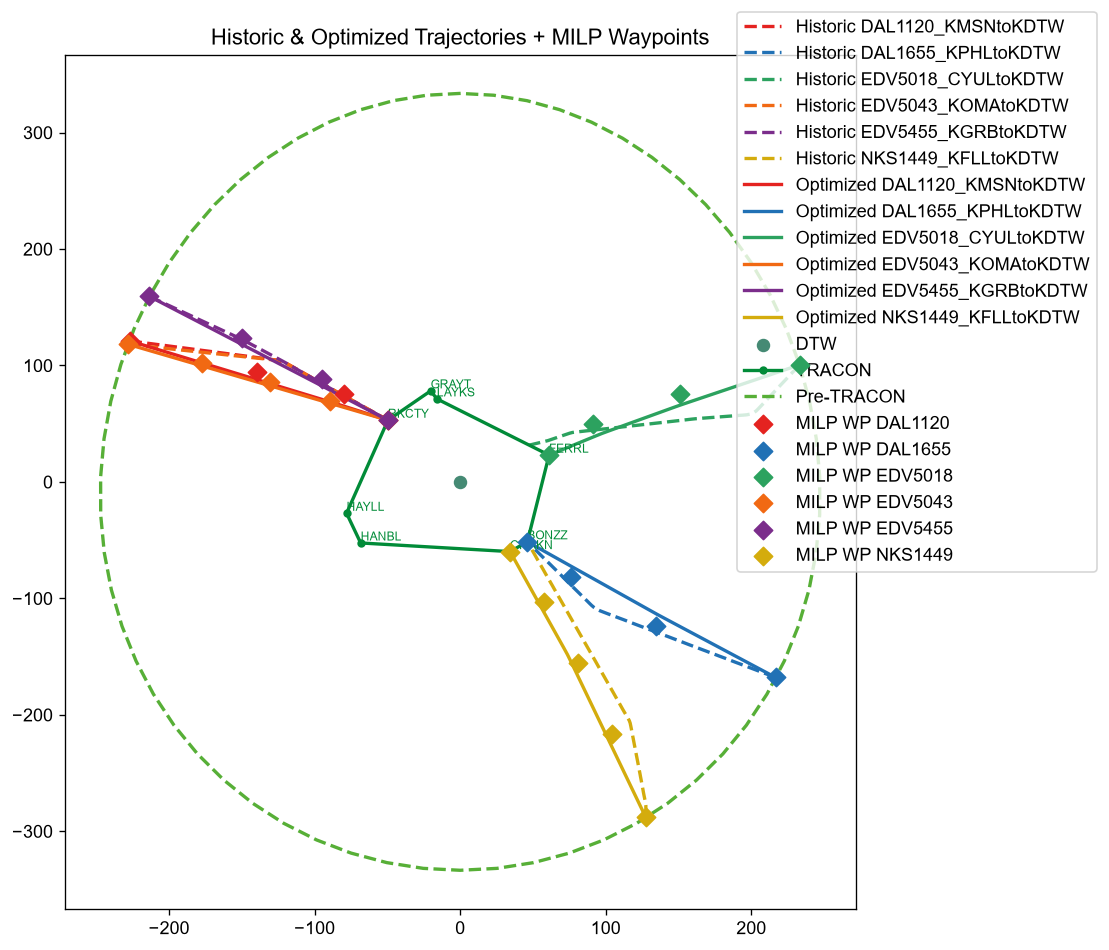 Historic & Optimized Trajectories + MILP Waypoints
Historic DAL1120_KMSNtoKDTW
Historic DAL1655_KPHLtoKDTW
Historic EDV5018_CYULtoKDTW
Historic EDV5043_KOMAtoKDTW
Historic EDV5455_KGRBtoKDTW
Historic NKS1449_KFLLtoKDTW
Optimized DAL1120_KMSNtoKDTW
Optimized DAL1655_KPHLtoKDTW
Optimized EDV5018_CYULtoKDTW
Optimized EDV5043_KOMAtoKDTW
Optimized EDV5455_KGRBtoKDTW
Optimized NKS1449_KFLLtoKDTW
DTW
TRACON
Pre-TRACON
MILP WP DAL1120
MILP WP DAL1655
MILP WP EDV5018
MILP WP EDV5043
MILP WP EDV5455
MILP WP NKS1449
300
200
100
0
−100
−200
−300
GRAYT
HAYLL
HANBL
BONZZ
−200
−100
0
100
200